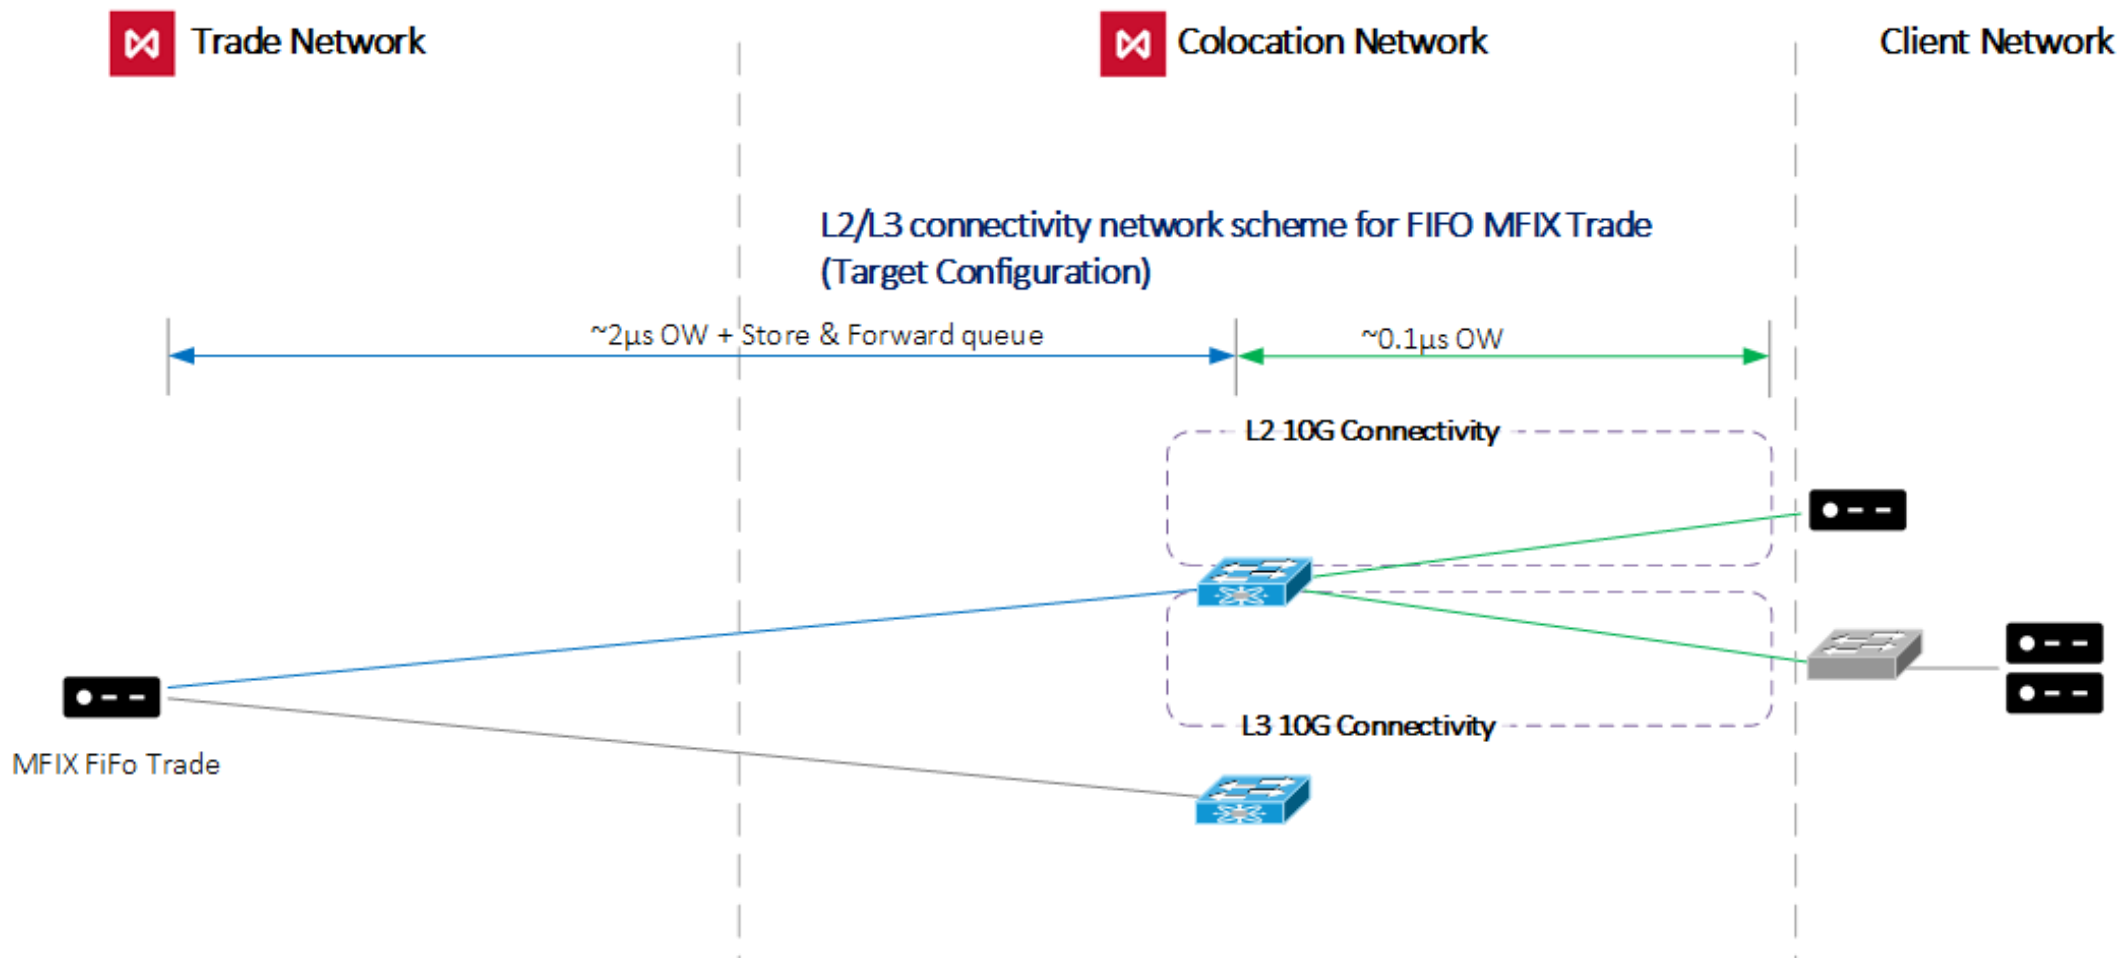 Trade Network
Colocation Network
Client Network
L2/L3 connectivity network scheme for FIFO MFIX Trade
(Target Configuration)
~2µs OW + Store & Forward queue
~0.1µs OW
L2 10G Connectivity
L3 10G Connectivity
MFIX FiFo Trade